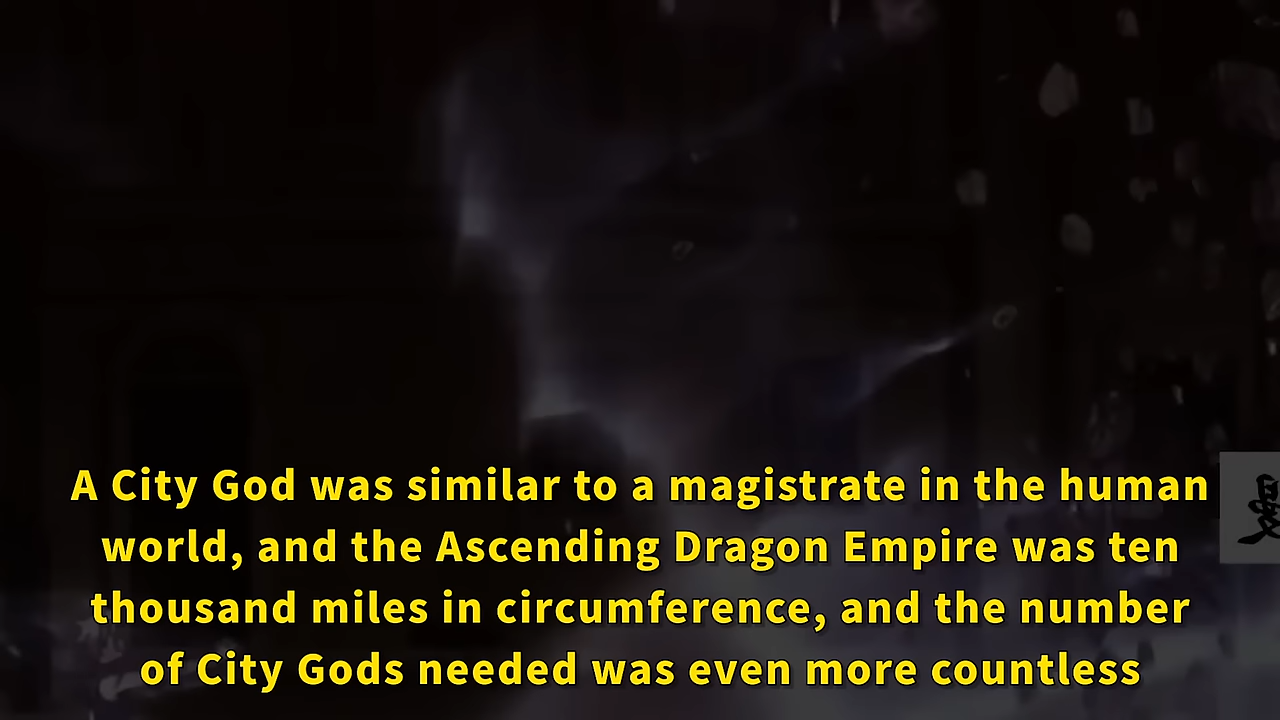 A City God was similar to a magistrate in the human
world, and the Ascending Dragon Empire was ten
thousand miles in circumference, and the number
of City Gods needed was even more countless